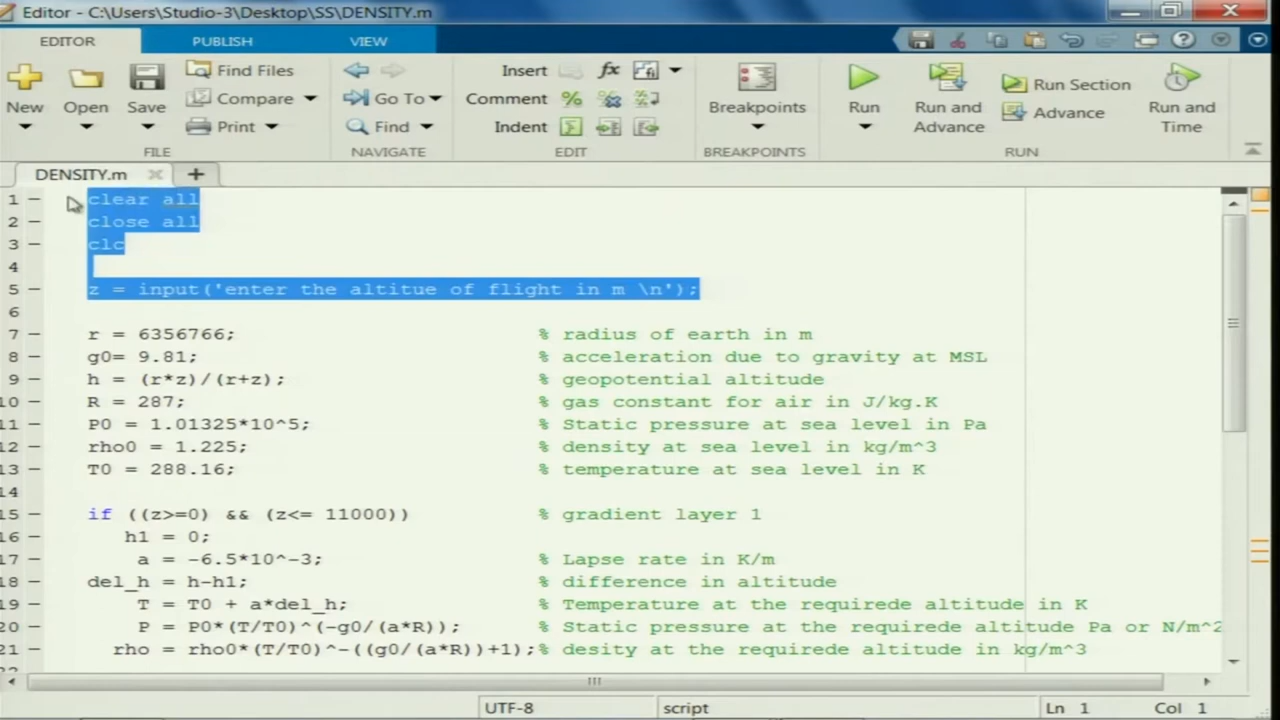 Editor - C:\Users\Studio-3\Desktop\SS\DENSITY.m
EDITOR PUBLISH VIEW
New Open Save Find Files Compare Print
FILE
Go To Find
NAVIGATE
Insert fx
Comment
Indent
EDIT
Breakpoints
BREAKPOINTS
Run Run and Advance Run Section Advance Run and Time
RUN
DENSITY.m
1 clear all
2 close all
3 clc
4
5 z = input('enter the altitue of flight in m \n');
6
7 r = 6356766; % radius of earth in m
8 g0= 9.81; % acceleration due to gravity at MSL
9 h = (r*z)/(r+z); % geopotential altitude
10 R = 287; % gas constant for air in J/kg.K
11 P0 = 1.01325*10^5; % Static pressure at sea level in Pa
12 rho0 = 1.225; % density at sea level in kg/m^3
13 T0 = 288.16; % temperature at sea level in K
14
15 if ((z>=0) && (z<= 11000)) % gradient layer 1
16 h1 = 0;
17 a = -6.5*10^-3; % Lapse rate in K/m
18 del_h = h-h1; % difference in altitude
19 T = T0 + a*del_h; % Temperature at the requirede altitude in K
20 P = P0*(T/T0)^(-g0/(a*R)); % Static pressure at the requirede altitude Pa or N/m^2
21 rho = rho0*(T/T0)^-((g0/(a*R))+1);% desity at the requirede altitude in kg/m^3
UTF-8 script Ln 1 Col 1